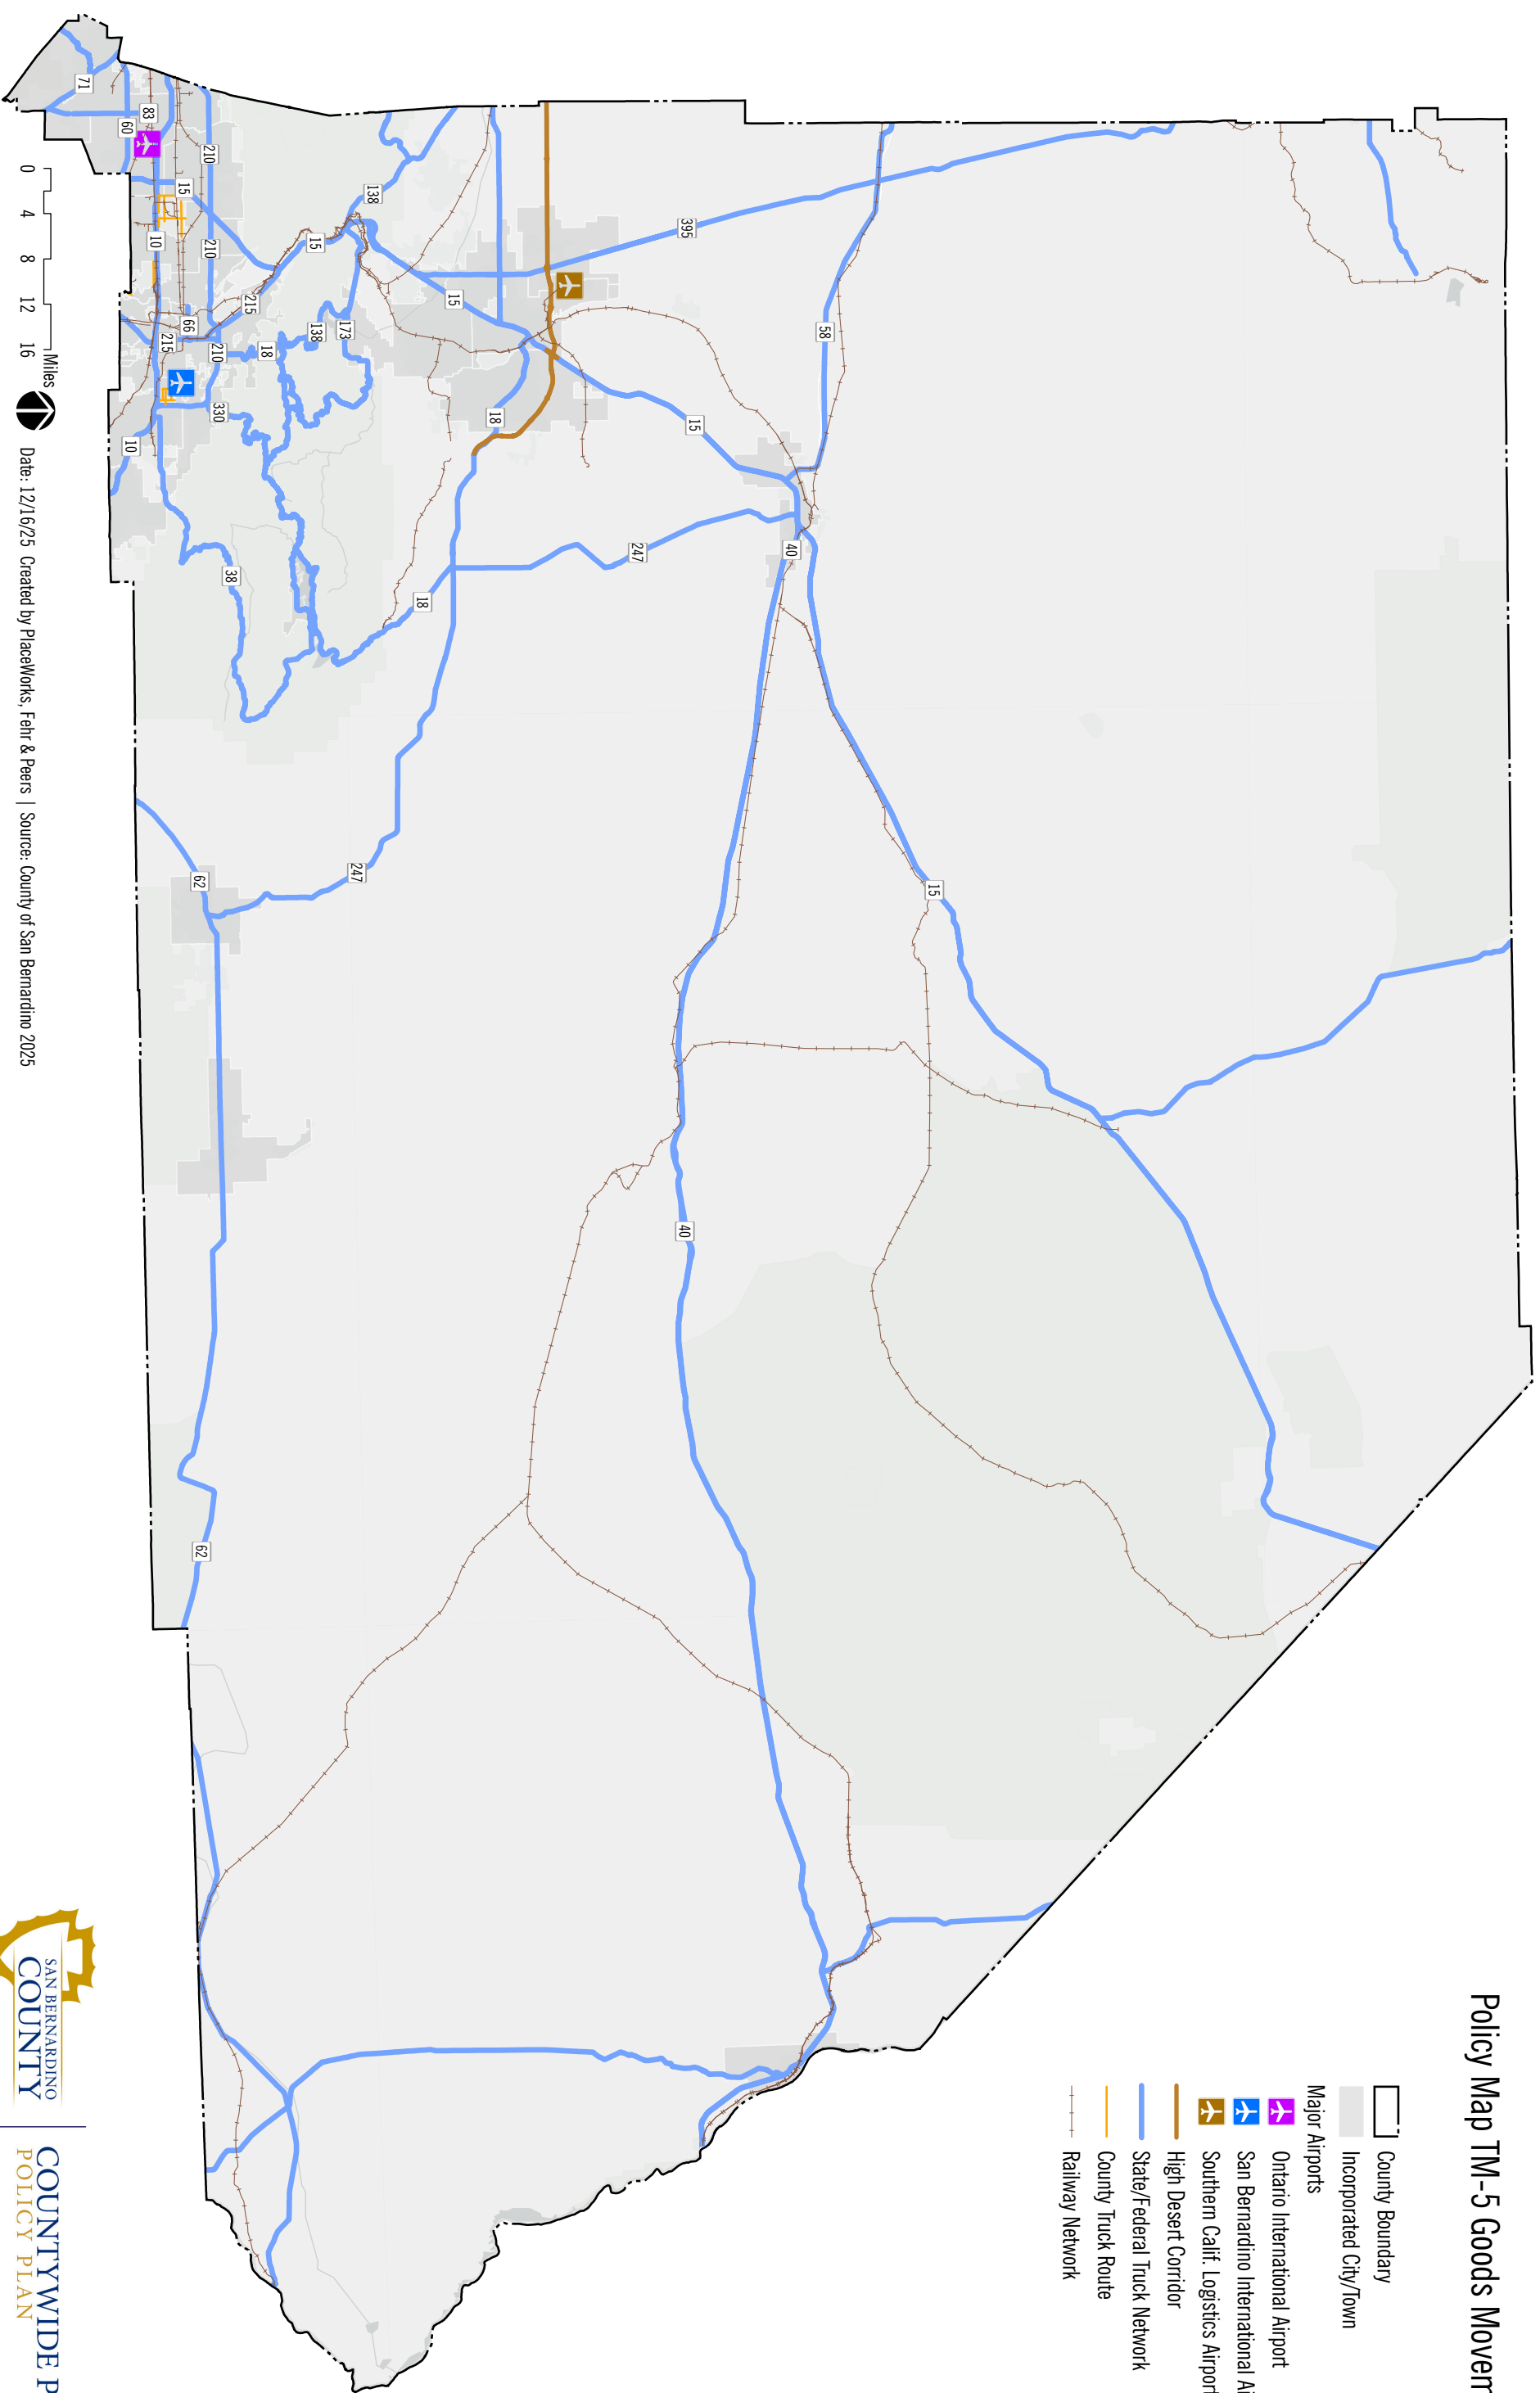 Policy Map TM-5 Goods Movem
County Boundary
Incorporated City/Town
Major Airports
Ontario International Airport
San Bernardino International Ai
Southern Calif. Logistics Airport
High Desert Corridor
State/Federal Truck Network
County Truck Route
Railway Network
395
58
15
15
40
247
15
18
40
18
247
138
173
15
138
18
215
38
210
210
330
210
62
62
66
15
215
10
83
60
10
71
0 4 8 12 16
Miles
Date: 12/16/25 Created by PlaceWorks, Fehr & Peers | Source: County of San Bernardino 2025
SAN BERNARDINO
COUNTY
COUNTYWIDE P
POLICY PLAN